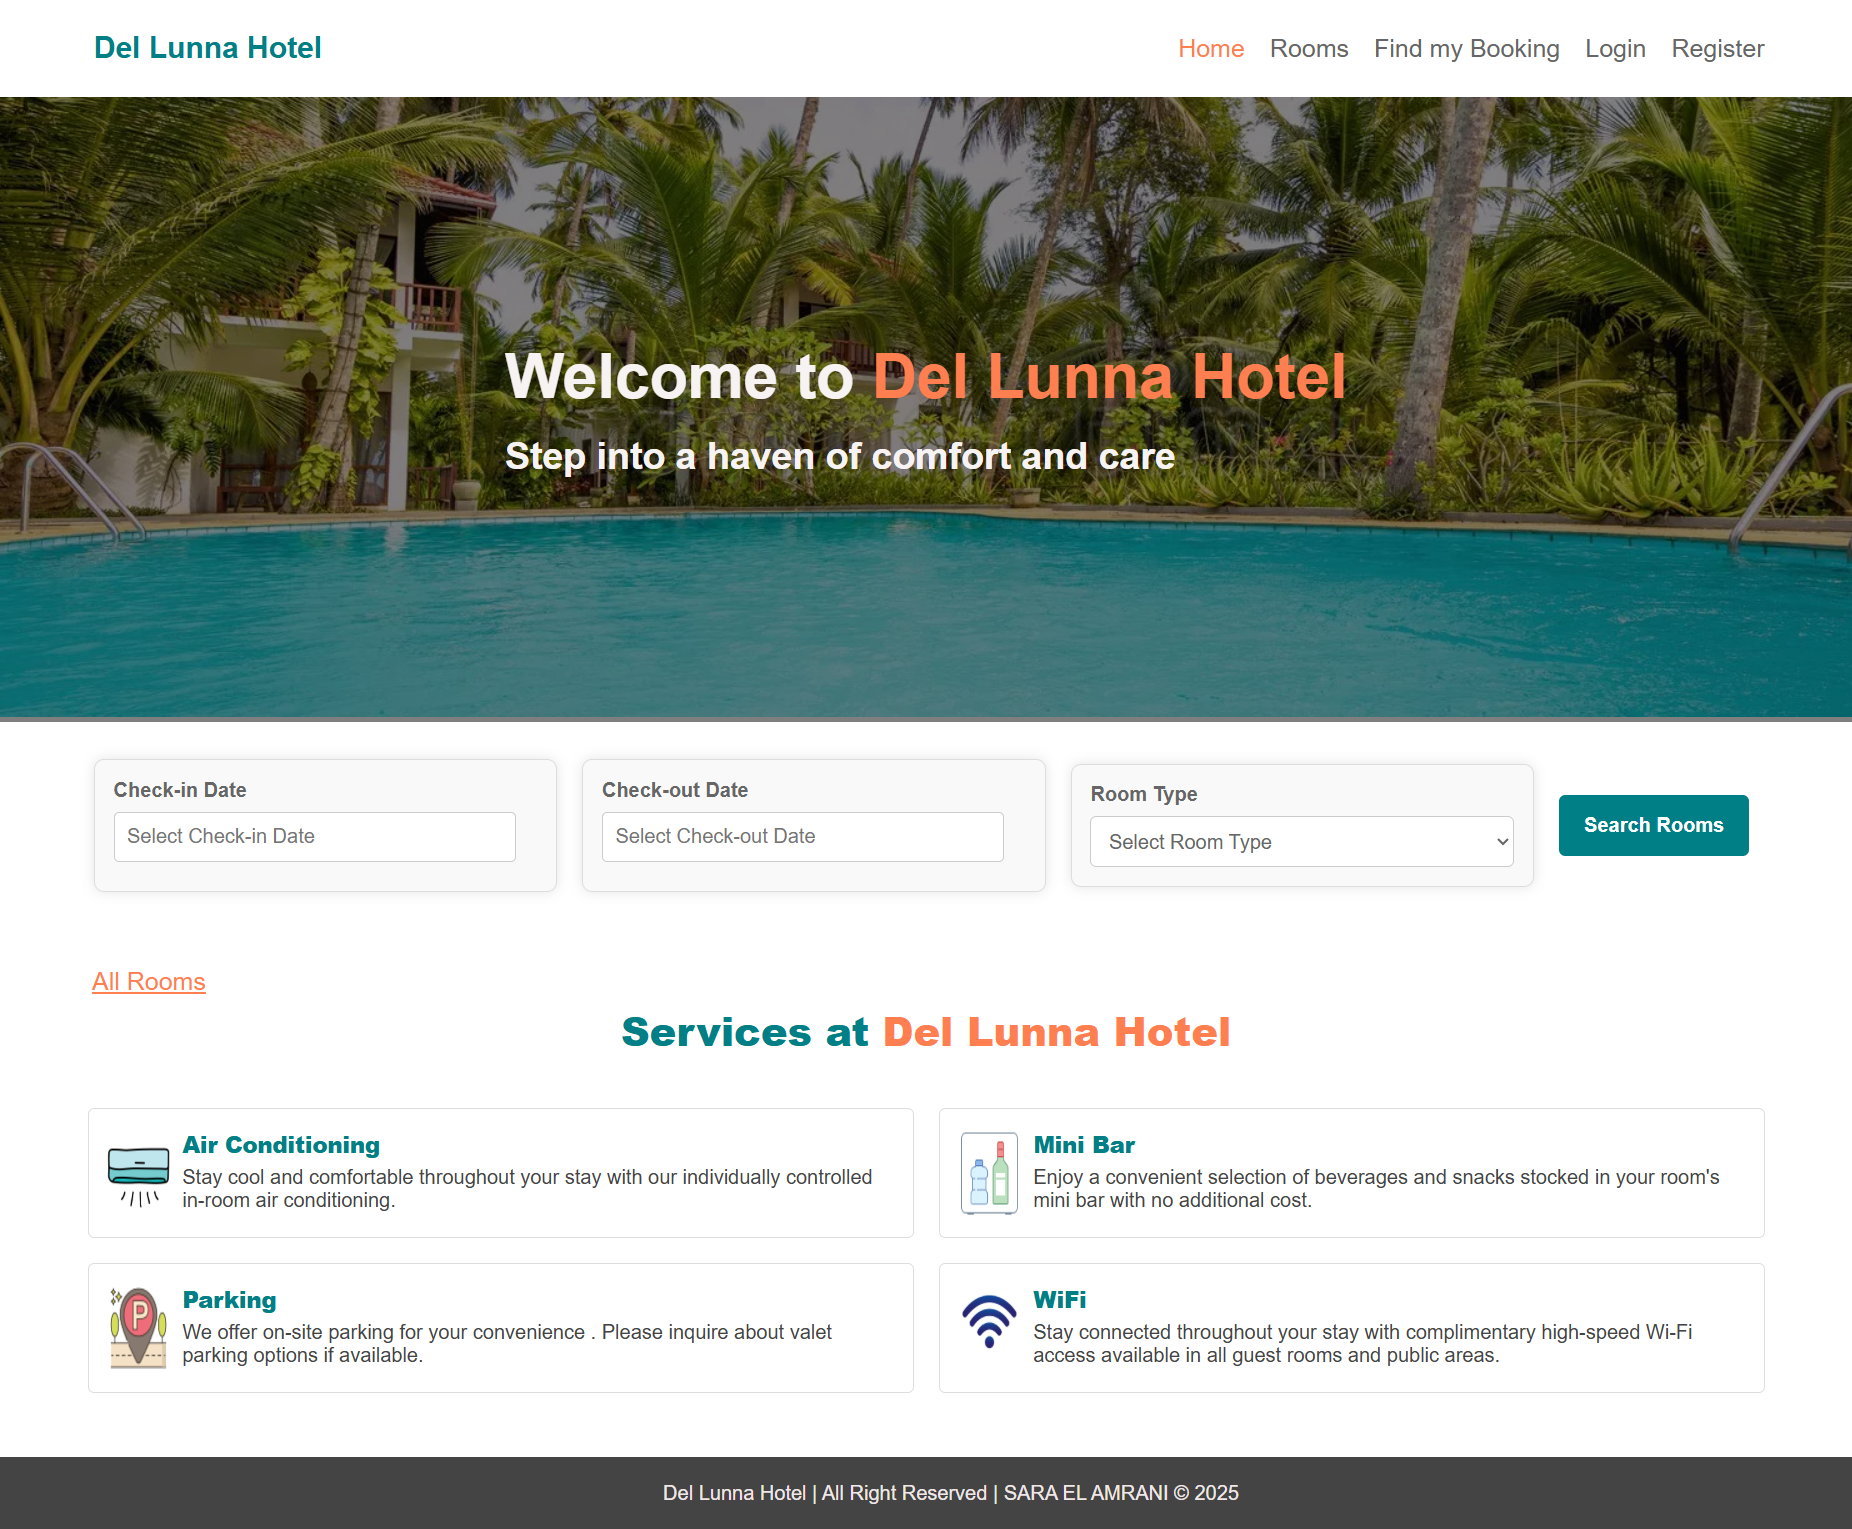 Del Lunna Hotel
Home Rooms Find my Booking Login Register
Welcome to Del Lunna Hotel
Step into a haven of comfort and care
Check-in Date
Select Check-in Date
Check-out Date
Select Check-out Date
Room Type
Select Room Type
Search Rooms
All Rooms
Services at Del Lunna Hotel
Air Conditioning
Stay cool and comfortable throughout your stay with our individually controlled
in-room air conditioning.
Mini Bar
Enjoy a convenient selection of beverages and snacks stocked in your room's
mini bar with no additional cost.
P
Parking
We offer on-site parking for your convenience . Please inquire about valet
parking options if available.
WiFi
Stay connected throughout your stay with complimentary high-speed Wi-Fi
access available in all guest rooms and public areas.
Del Lunna Hotel | All Right Reserved | SARA EL AMRANI © 2025